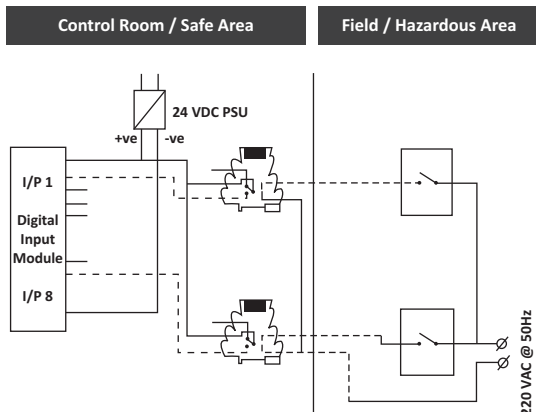 Control Room / Safe Area
Field / Hazardous Area
24 VDC PSU
+ve
-ve
I/P 1
Digital
Input
Module
I/P 8
220 VAC @ 50Hz